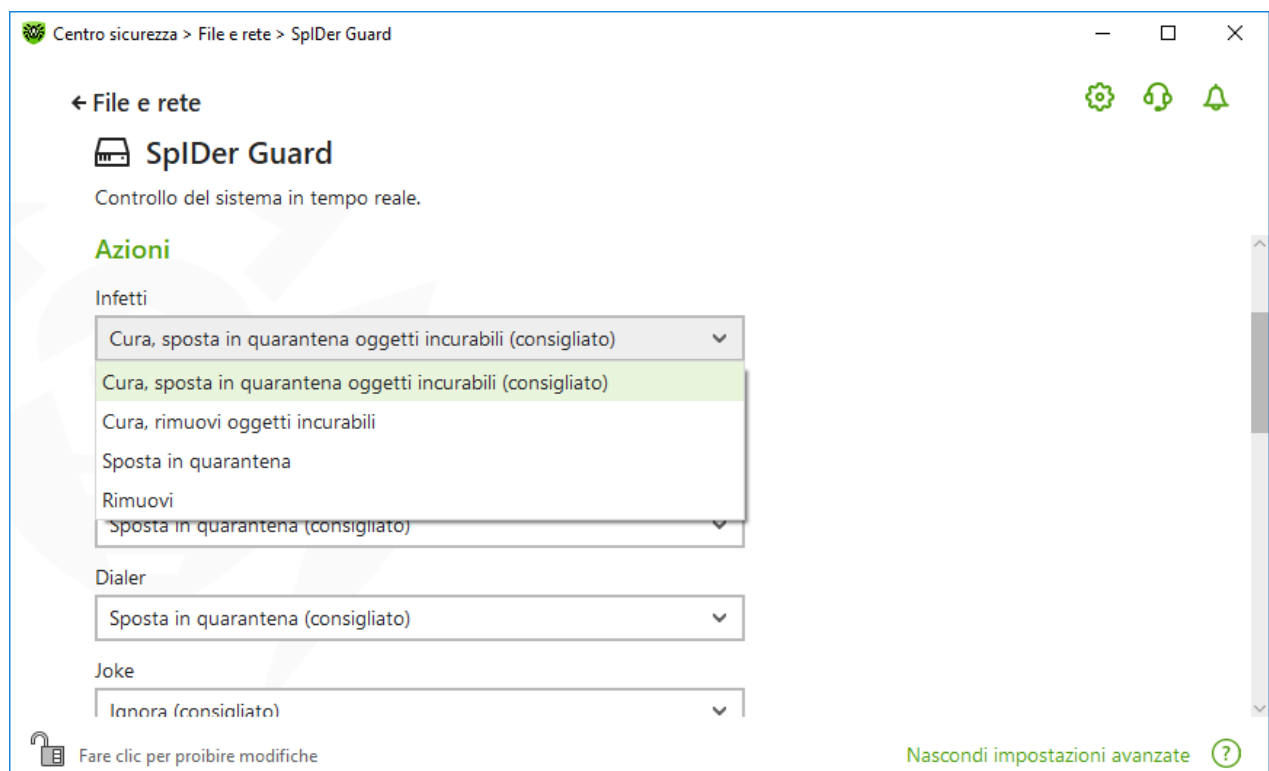 Centro sicurezza > File e rete > SpIDer Guard
File e rete
SpIDer Guard
Controllo del sistema in tempo reale.
Azioni
Infetti
Cura, sposta in quarantena oggetti incurabili (consigliato)
Cura, sposta in quarantena oggetti incurabili (consigliato)
Cura, rimuovi oggetti incurabili
Sposta in quarantena
Rimuovi
Sposta in quarantena (consigliato)
Dialer
Sposta in quarantena (consigliato)
Joke
Ignora (consigliato)
Fare clic per proibire modifiche
Nascondi impostazioni avanzate ?